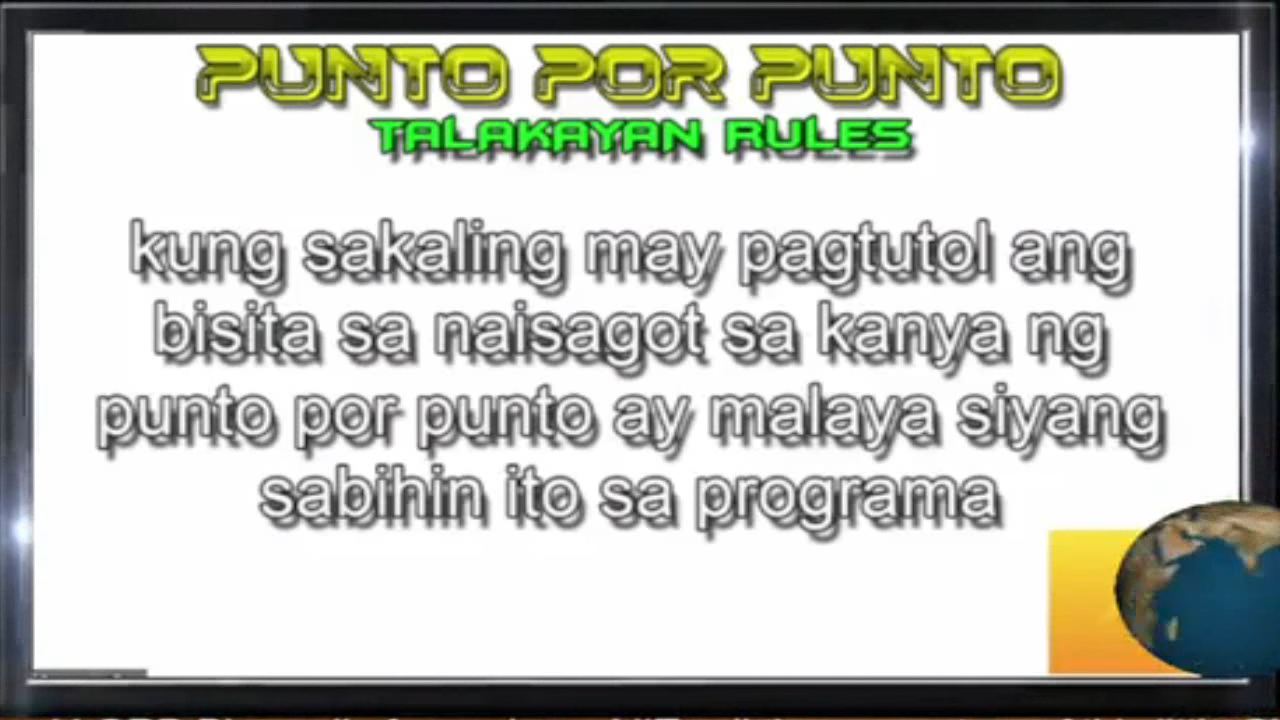 PUNTO POR PUNTO
TALAKAYAN RULES
kung sakaling may pagtutol ang
bisita sa naisagot sa kanya ng
punto por punto ay malaya siyang
sabihin ito sa programa